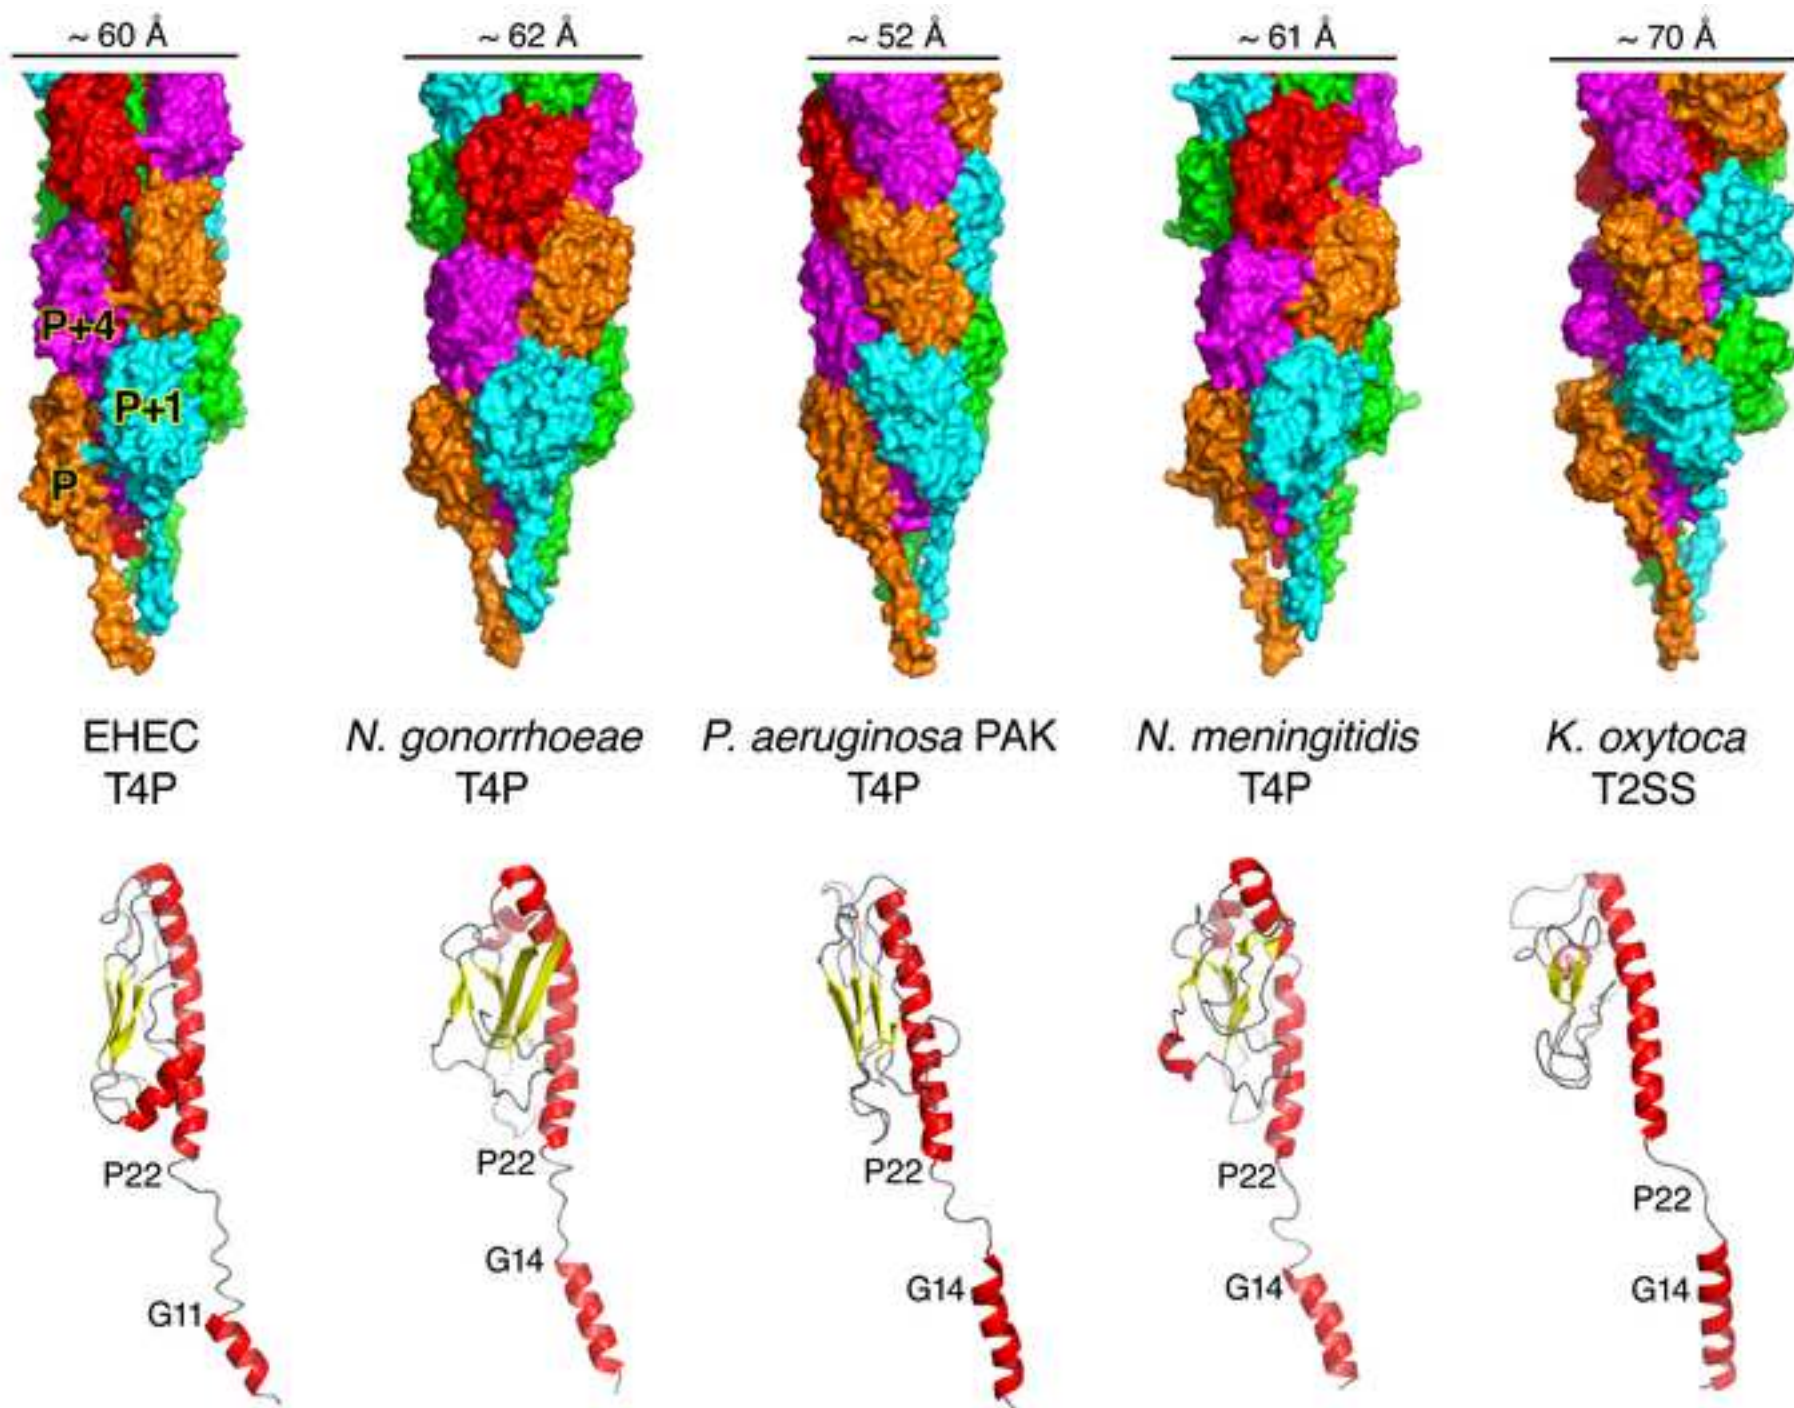 ~ 60 Å
~ 62 Å
~ 52 Å
~ 61 Å
~ 70 Å
P+4
P+1
P
EHEC
T4P
N. gonorrhoeae
T4P
P. aeruginosa PAK
T4P
N. meningitidis
T4P
K. oxytoca
T2SS
P22
G11
P22
G14
P22
G14
P22
G14
P22
G14